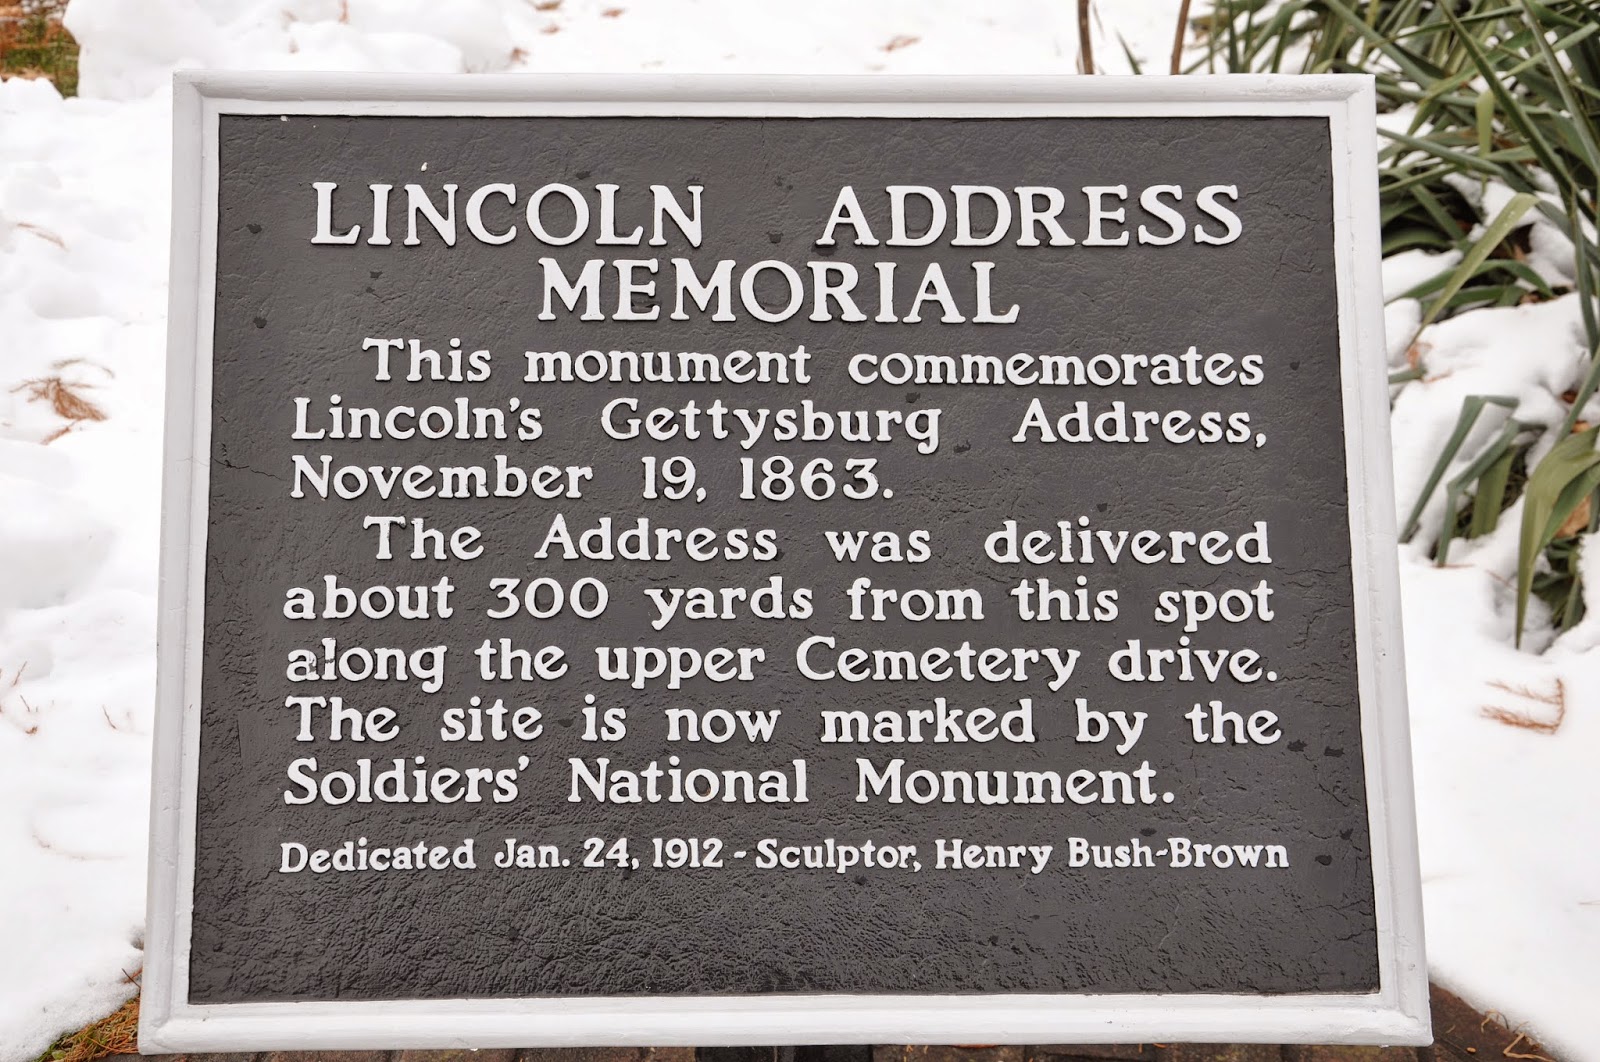 LINCOLN ADDRESS
MEMORIAL
This monument commemorates
Lincoln's Gettysburg Address,
November 19, 1863.
The Address was delivered
about 300 yards from this spot
along the upper Cemetery drive.
The site is now marked by the
Soldiers' National Monument.
Dedicated Jan. 24, 1912 - Sculptor, Henry Bush-Brown